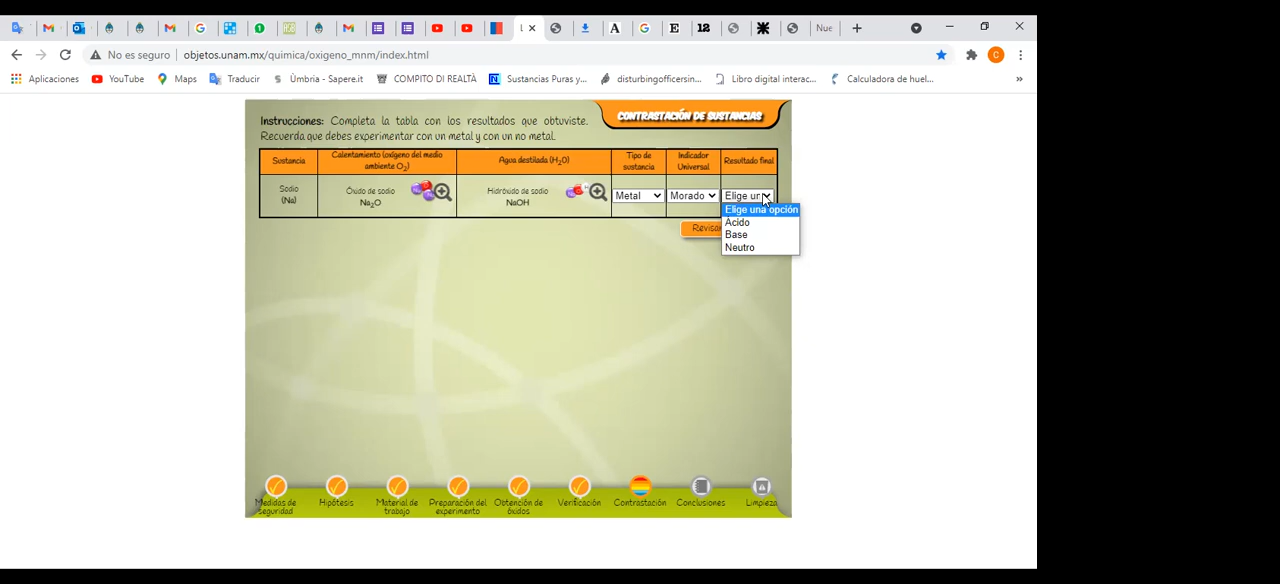 No es seguro objetos.unam.mx/quimica/oxigeno_mnm/index.html
Aplicaciones YouTube Maps Traducir Ùmbria - Sapere.it COMPITO DI REALTÀ Sustancias Puras y... disturbingofficersin... Libro digital interac... Calculadora de huel... »
Instrucciones: Completa la tabla con los resultados que obtuviste.
Recuerda que debes experimentar con un metal y con un no metal.
CONTRASTACIÓN DE SUSTANCIAS
Sustancia
Calentamiento (oxígeno del medio
ambiente O₂)
Agua destilada (H₂O)
Tipo de
sustancia
Indicador
Universal
Resultado final
Sodio
(Na)
Óxido de sodio
Na₂O
Hidróxido de sodio
NaOH
Metal
Morado
Elige un
Elige una opción
Ácido
Base
Neutro
Revisar
Medidas de
seguridad
Hipótesis
Material de
trabajo
Preparación del
experimento
Obtención de
óxidos
Verificación
Contrastación
Conclusiones
Limpieza